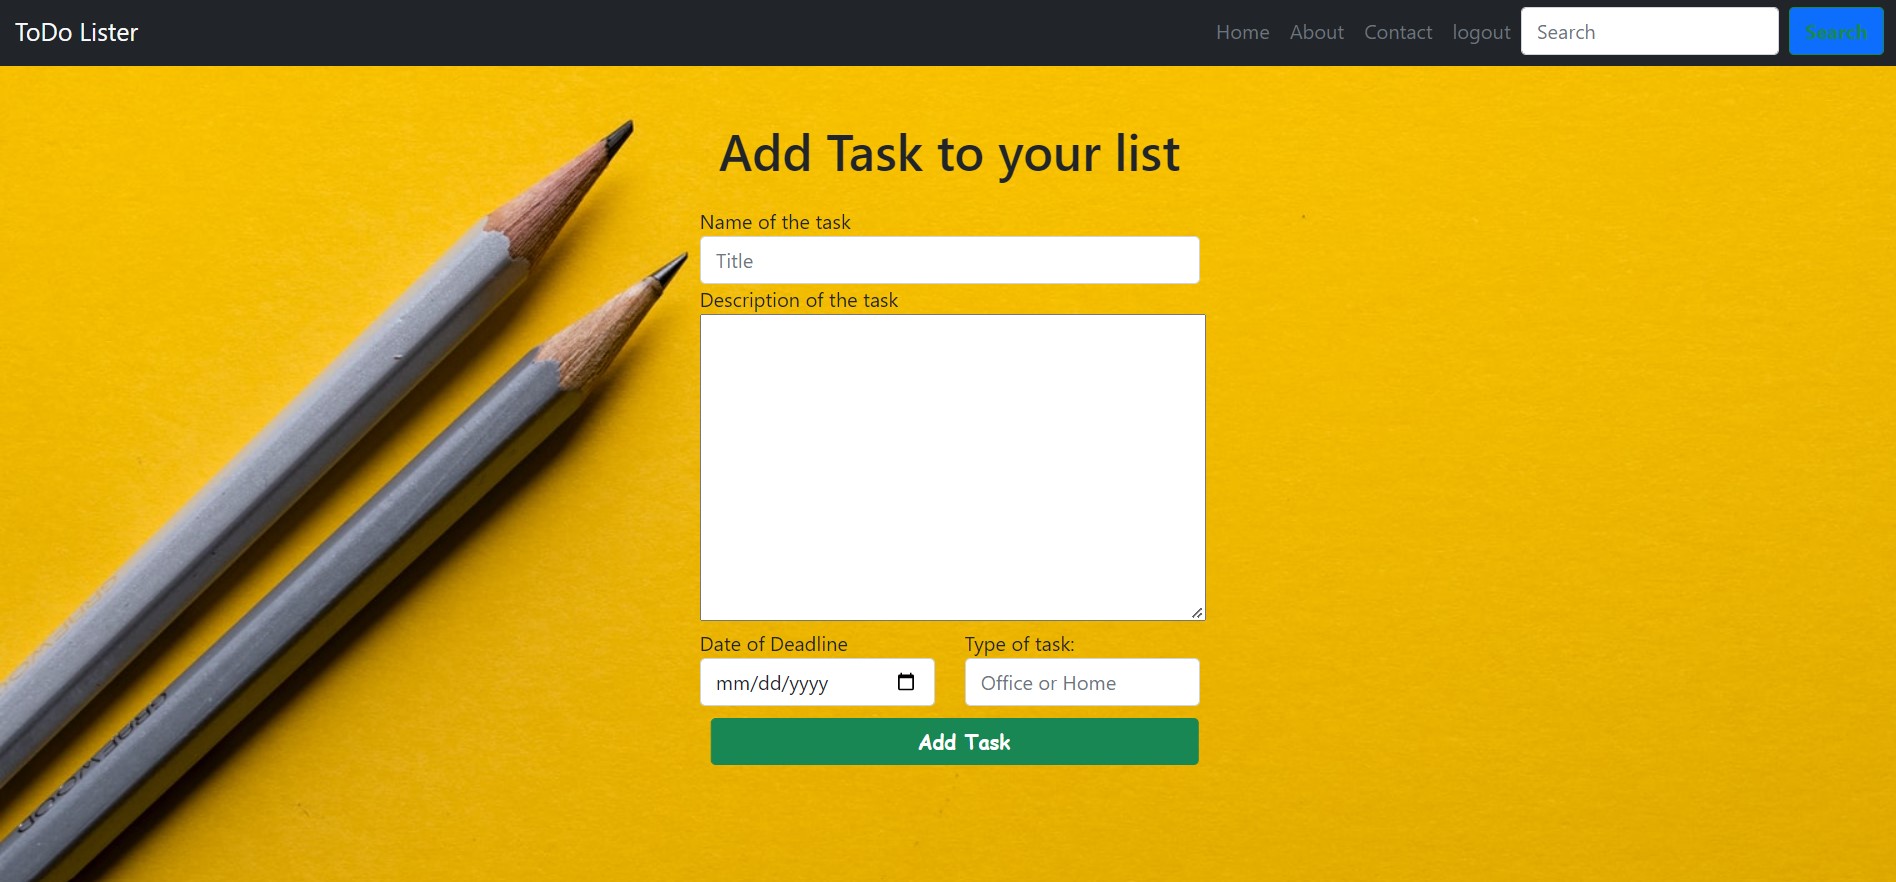 ToDo Lister
Home About Contact logout Search Search
Add Task to your list
Name of the task
Title
Description of the task
Date of Deadline Type of task:
mm/dd/yyyy Office or Home
Add Task